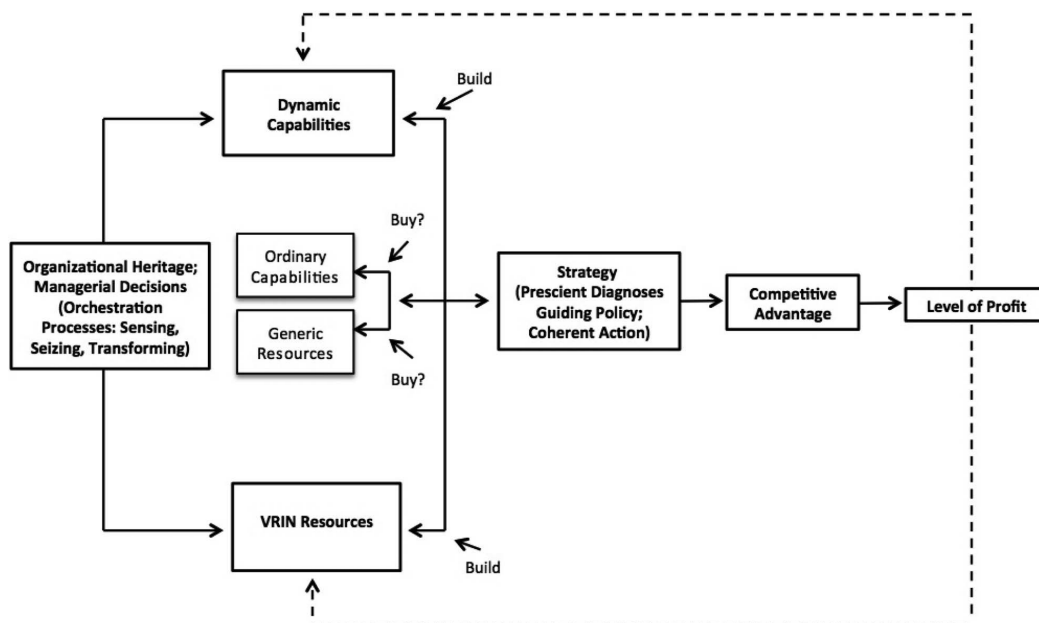 Build
Dynamic
Capabilities
Buy?
Ordinary
Capabilities
Organizational Heritage;
Managerial Decisions
(Orchestration
Processes: Sensing,
Seizing, Transforming)
Generic
Resources
Buy?
Strategy
(Prescient Diagnoses
Guiding Policy;
Coherent Action)
Competitive
Advantage
Level of Profit
VRIN Resources
Build